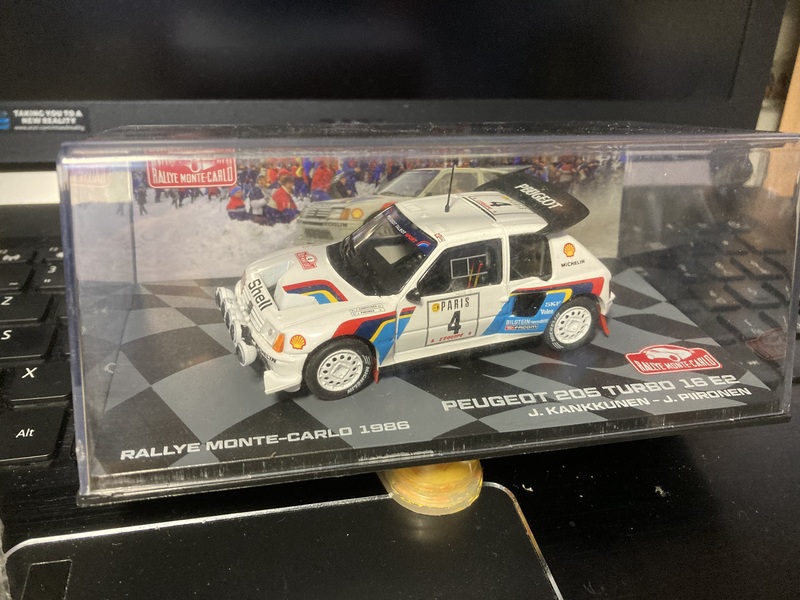 TAKING YOU TO A
NEW REALITY
RALLYE MONTE-CARLO
PEUGEOT
4
Shell
MICHELIN
PARIS
4
BILSTEIN
RALLYE MONTE-CARLO
PEUGEOT 205 TURBO 16 E2
J. KANKKUNEN - J. PIIRONEN
RALLYE MONTE-CARLO 1986
Z
S
X
Alt